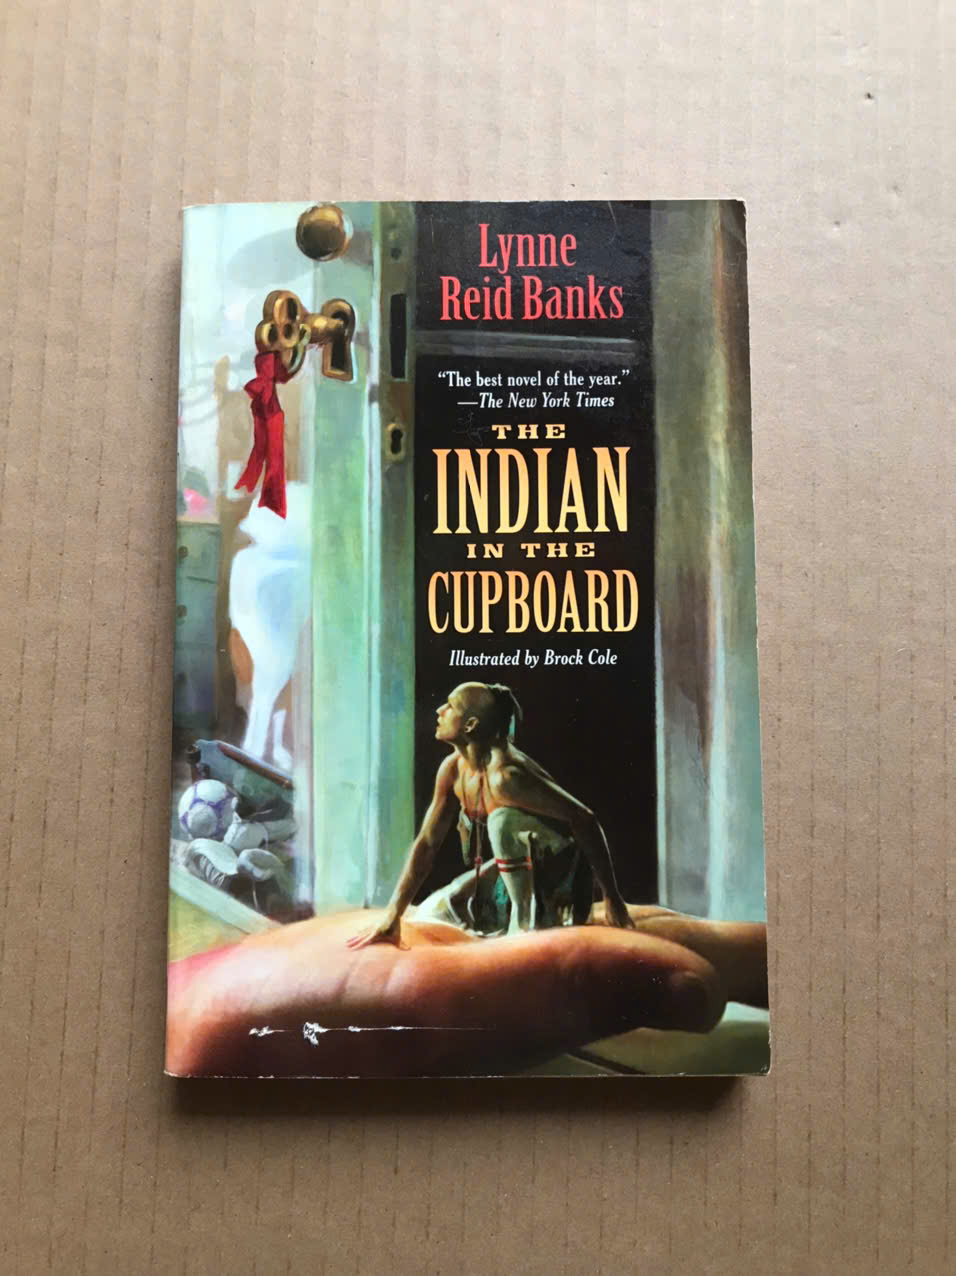 Lynne
Reid Banks
“The best novel of the year.”
—The New York Times
THE
INDIAN
IN THE
CUPBOARD
Illustrated by Brock Cole